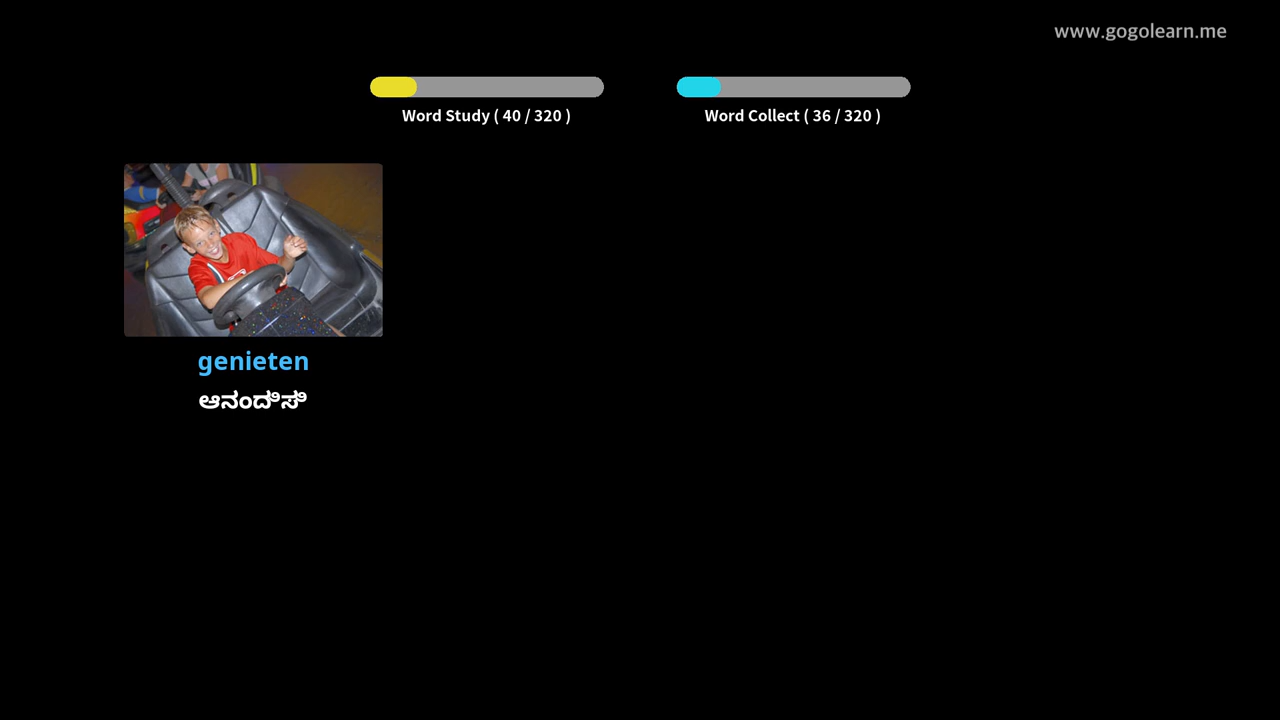 www.gogolearn.me
Word Study ( 40 / 320 )
Word Collect ( 36 / 320 )
genieten
ಆನಂದಿಸಿ